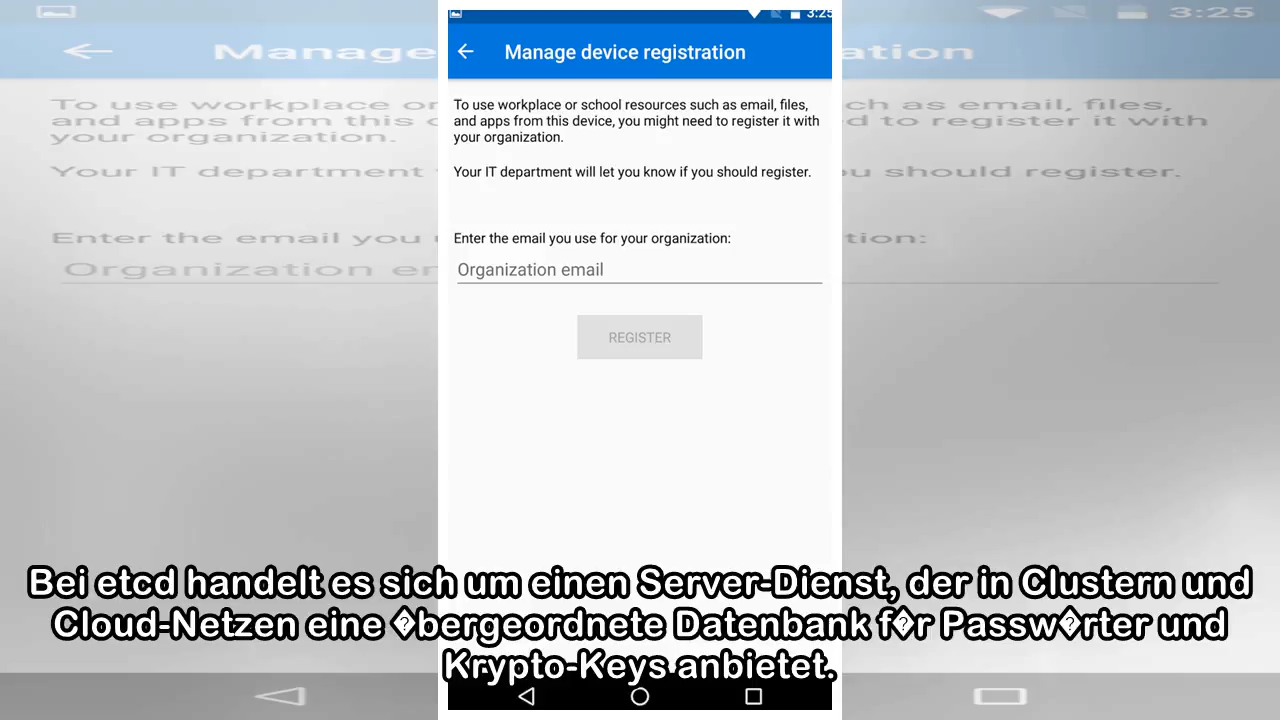 3:25
Manage device registration
To use workplace or school resources such as email, files,
and apps from this device, you might need to register it with
your organization.
Your IT department will let you know if you should register.
Enter the email you use for your organization:
Organization email
REGISTER
Bei etcd handelt es sich um einen Server-Dienst, der in Clustern und
Cloud-Netzen eine �bergeordnete Datenbank f�r Passw�rter und
Krypto-Keys anbietet.